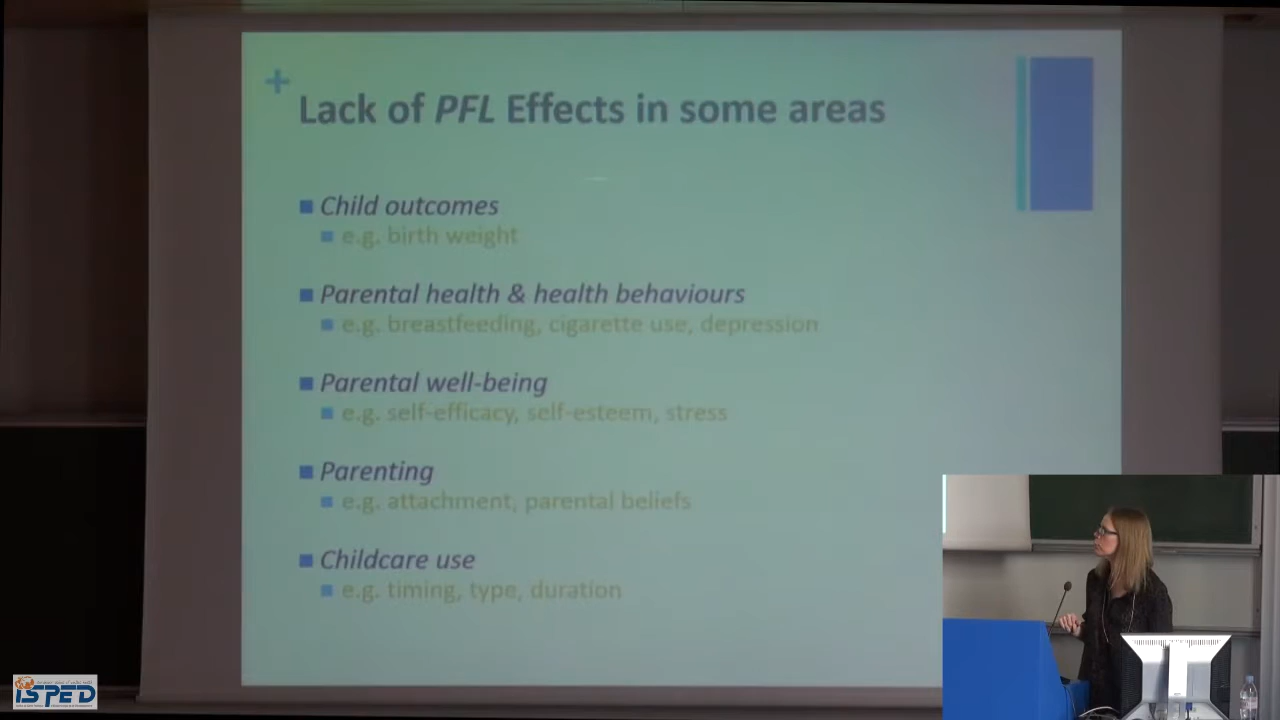 +
Lack of PFL Effects in some areas
Child outcomes
e.g. birth weight
Parental health & health behaviours
e.g. breastfeeding, cigarette use, depression
Parental well-being
e.g. self-efficacy, self-esteem, stress
Parenting
e.g. attachment, parental beliefs
Childcare use
e.g. timing, type, duration
ISPED